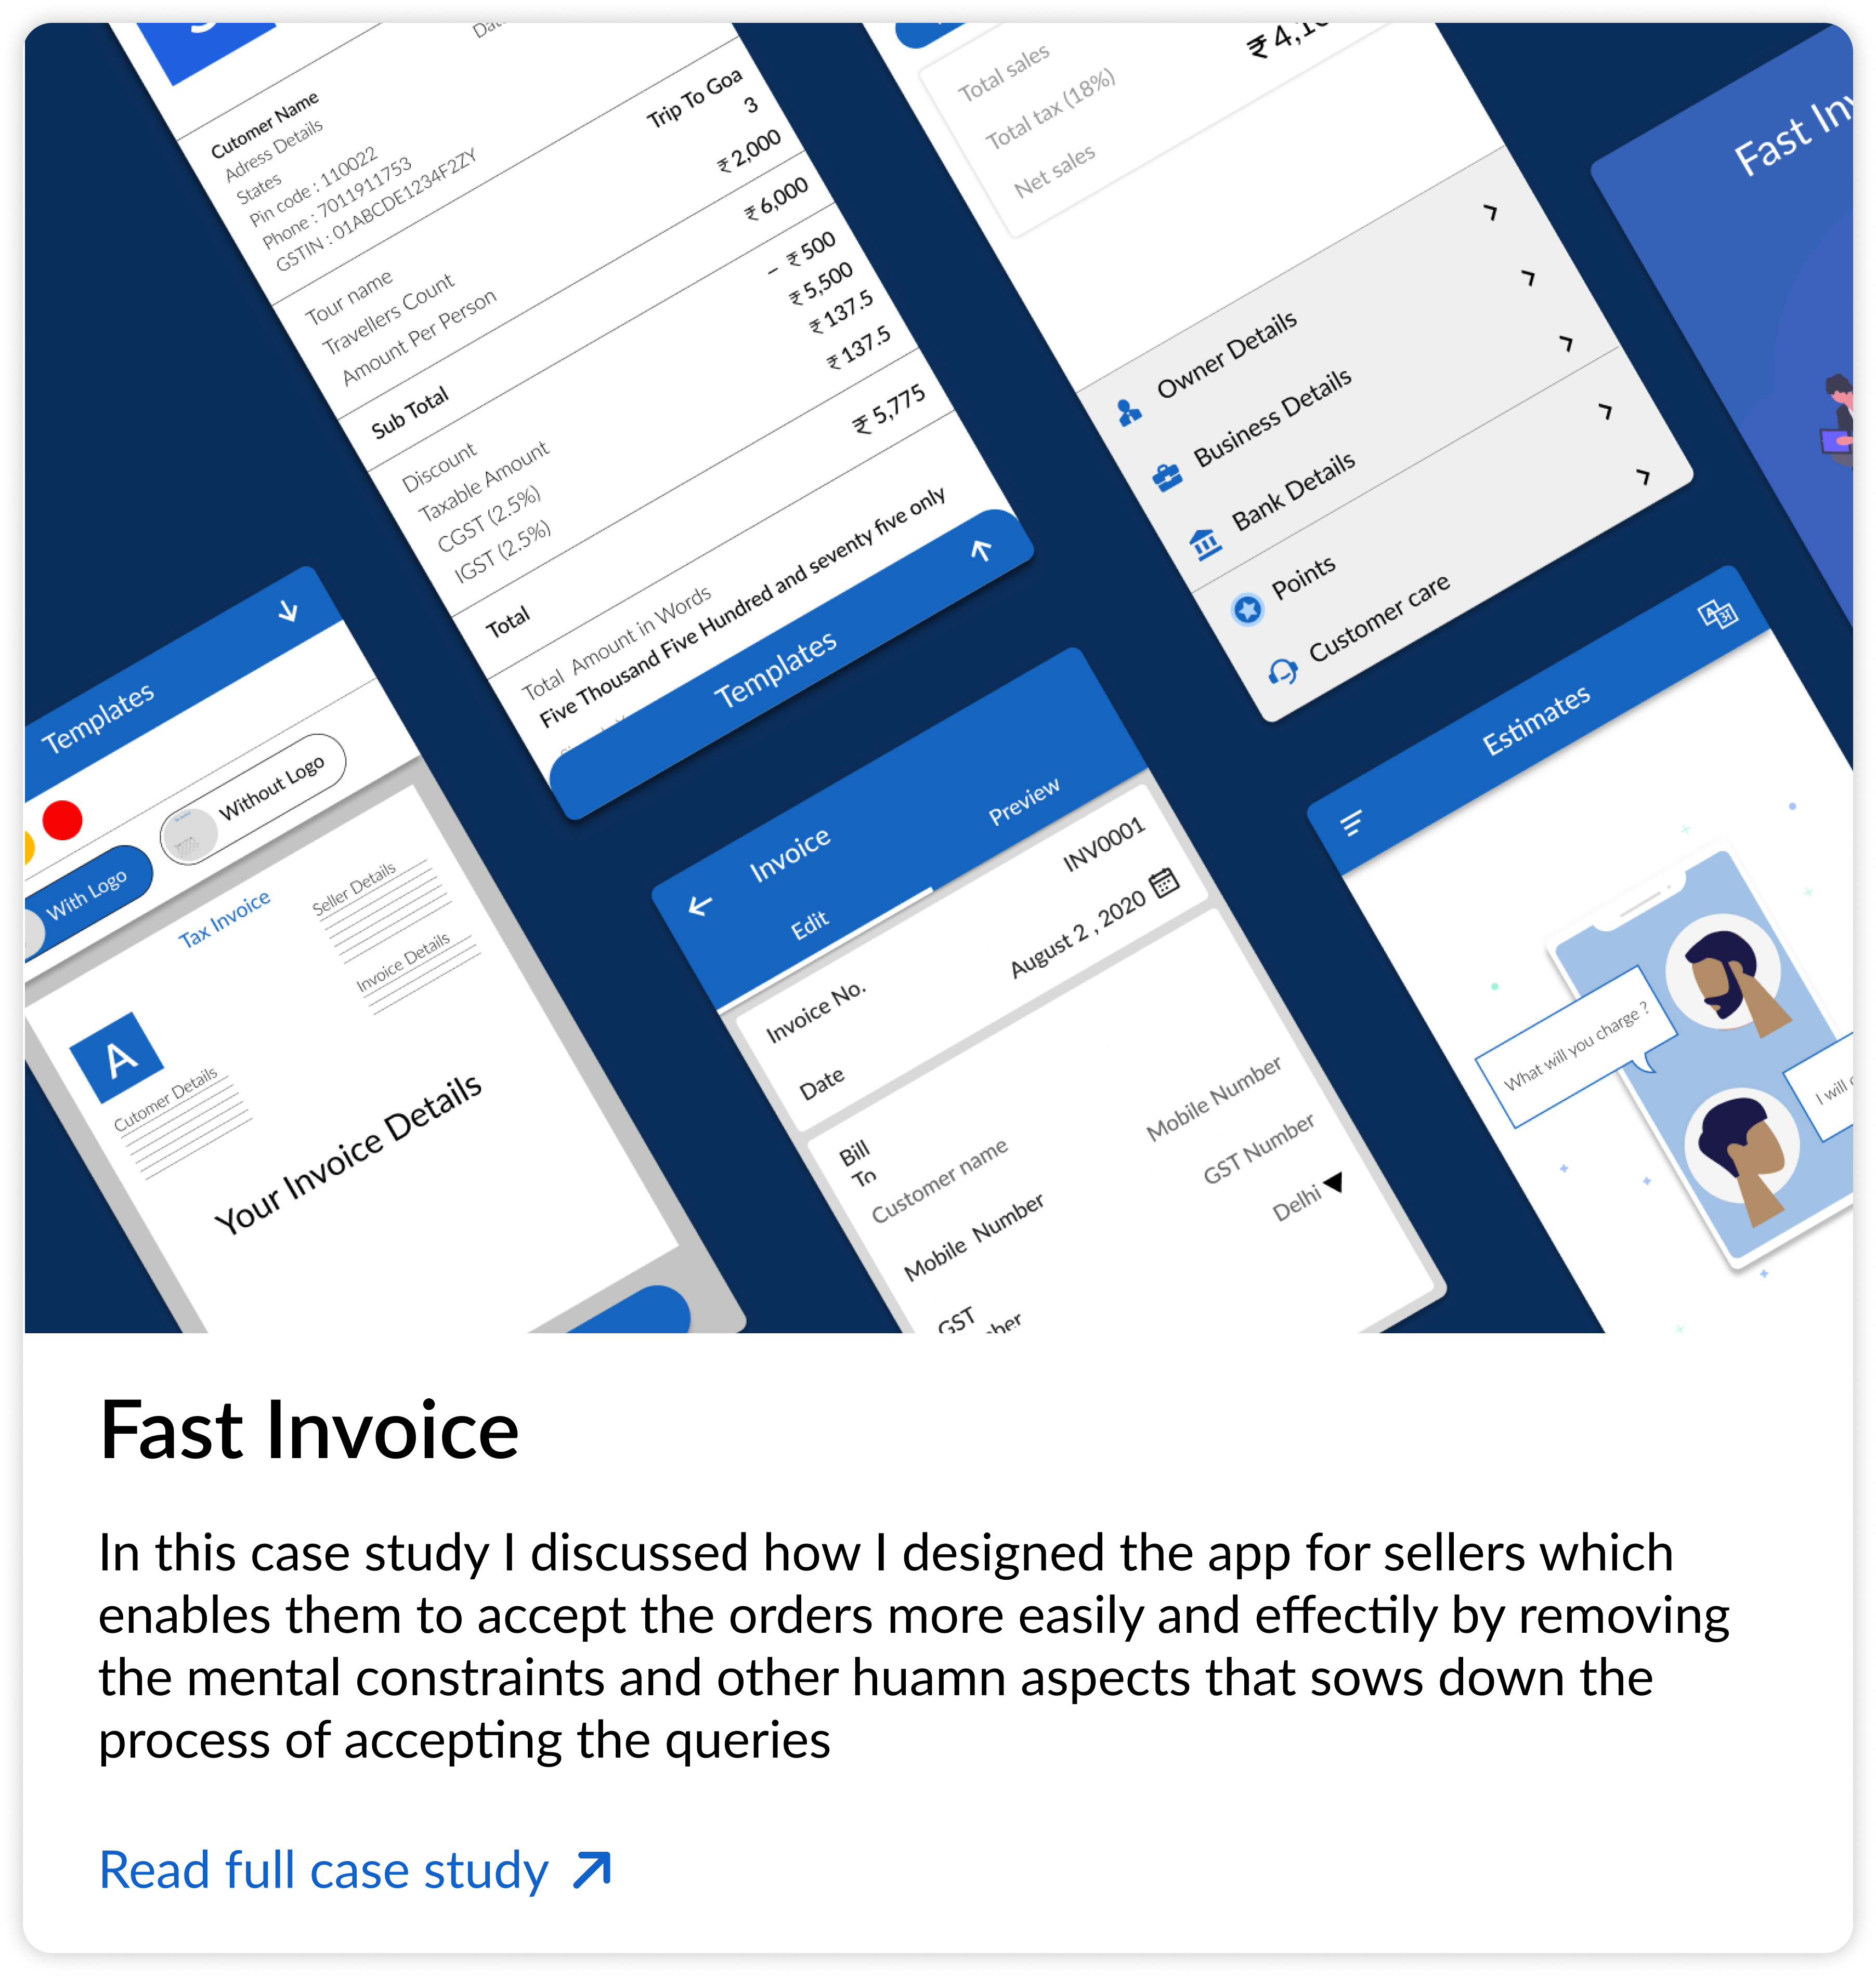 Cutomer Name
Adress Details
States
Pin code : 110022
Phone : 7011911753
GSTIN : 01ABCDE1234F2ZY
Tour name Trip To Goa
Travellers Count 3
Amount Per Person ₹ 2,000
Sub Total ₹ 6,000
Discount – ₹ 500
Taxable Amount ₹ 5,500
CGST (2.5%) ₹ 137.5
IGST (2.5%) ₹ 137.5
Total ₹ 5,775
Total Amount in Words
Five Thousand Five Hundred and seventy five only
Templates
Total sales
Total tax (18%)
Net sales
Owner Details
Business Details
Bank Details
Points
Customer care
Fast
Templates
With Logo
Without Logo
Tax Invoice
Seller Details
Invoice Details
A
Cutomer Details
Your Invoice Details
Invoice
Edit Preview
Invoice No. INV0001
Date August 2 , 2020
Bill
To
Customer name
Mobile Number Mobile Number
GST GST Number
Delhi
Estimates
A अ
What will you charge ?
I will
Fast Invoice
In this case study I discussed how I designed the app for sellers which
enables them to accept the orders more easily and effectily by removing
the mental constraints and other huamn aspects that sows down the
process of accepting the queries
Read full case study